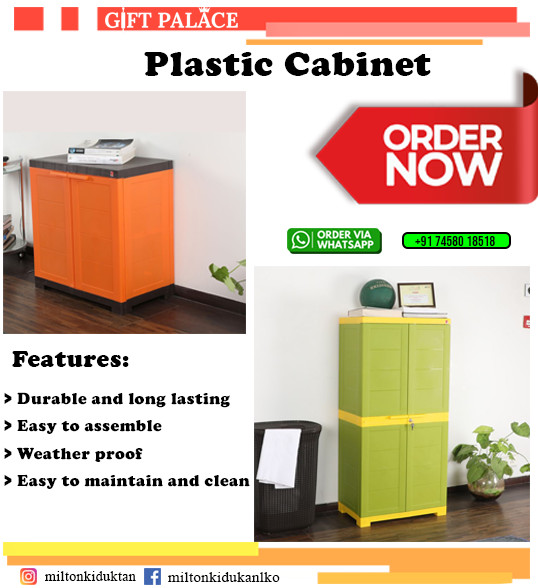 GIFT PALACE
Plastic Cabinet
ORDER
NOW
ORDER VIA
WHATSAPP
+91 74580 18518
Features:
> Durable and long lasting
> Easy to assemble
> Weather proof
> Easy to maintain and clean
miltonkiduktan
miltonkidukanlko